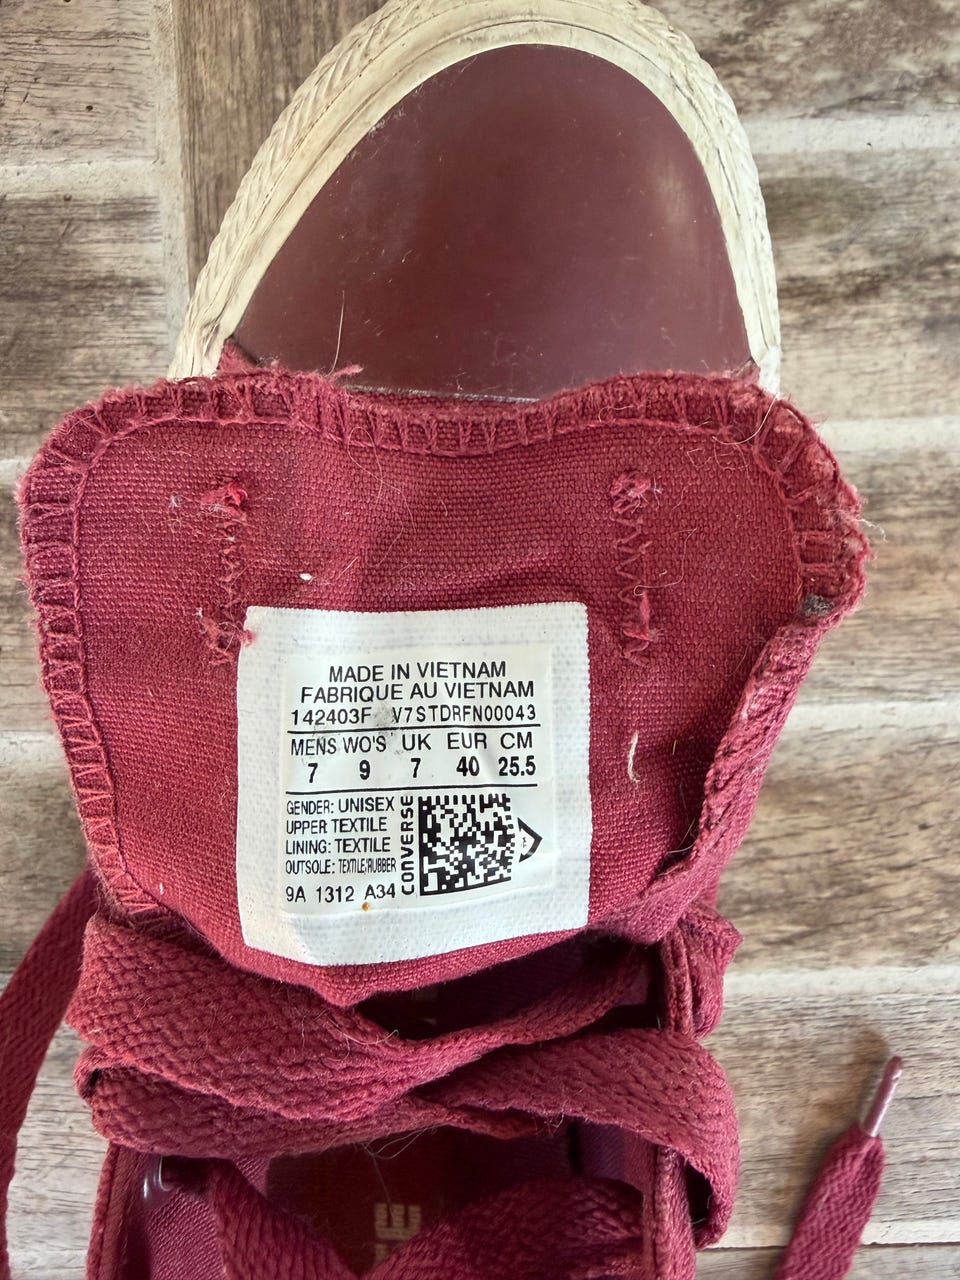 MADE IN VIETNAM
FABRIQUE AU VIETNAM
142403F V7STDRFN00043
MENS WO'S UK EUR CM
7 9 7 40 25.5
GENDER: UNISEX
UPPER TEXTILE
LINING: TEXTILE
OUTSOLE: TEXTILE/RUBBER
9A 1312 A34
CONVERSE